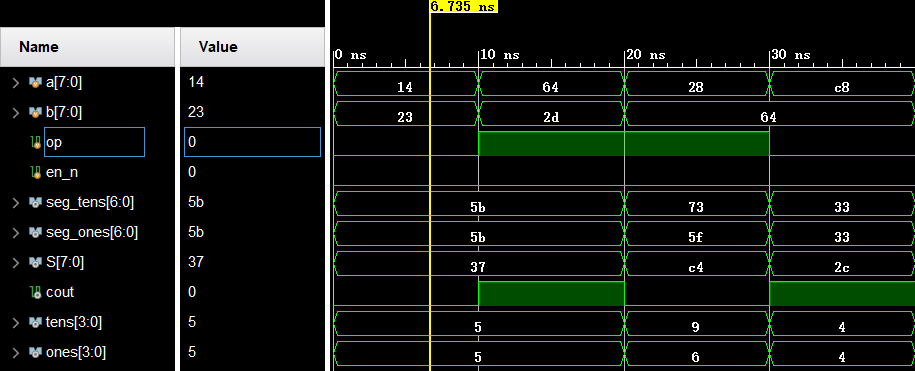 6.735 ns
Name Value
0 ns 10 ns 20 ns 30 ns
a[7:0] 14 14 64 28 c8
b[7:0] 23 23 2d 64
op 0
en_n 0
seg_tens[6:0] 5b 5b 73 33
seg_ones[6:0] 5b 5b 5f 33
S[7:0] 37 37 c4 2c
cout 0
tens[3:0] 5 5 9 4
ones[3:0] 5 5 6 4